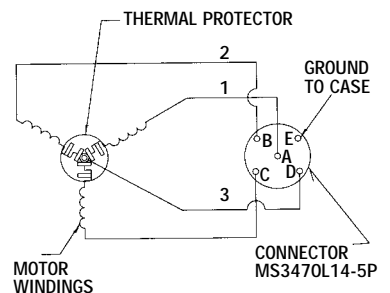 THERMAL PROTECTOR
2
1
GROUND
TO CASE
B
E
A
C
D
3
CONNECTOR
MS3470L14-5P
MOTOR
WINDINGS